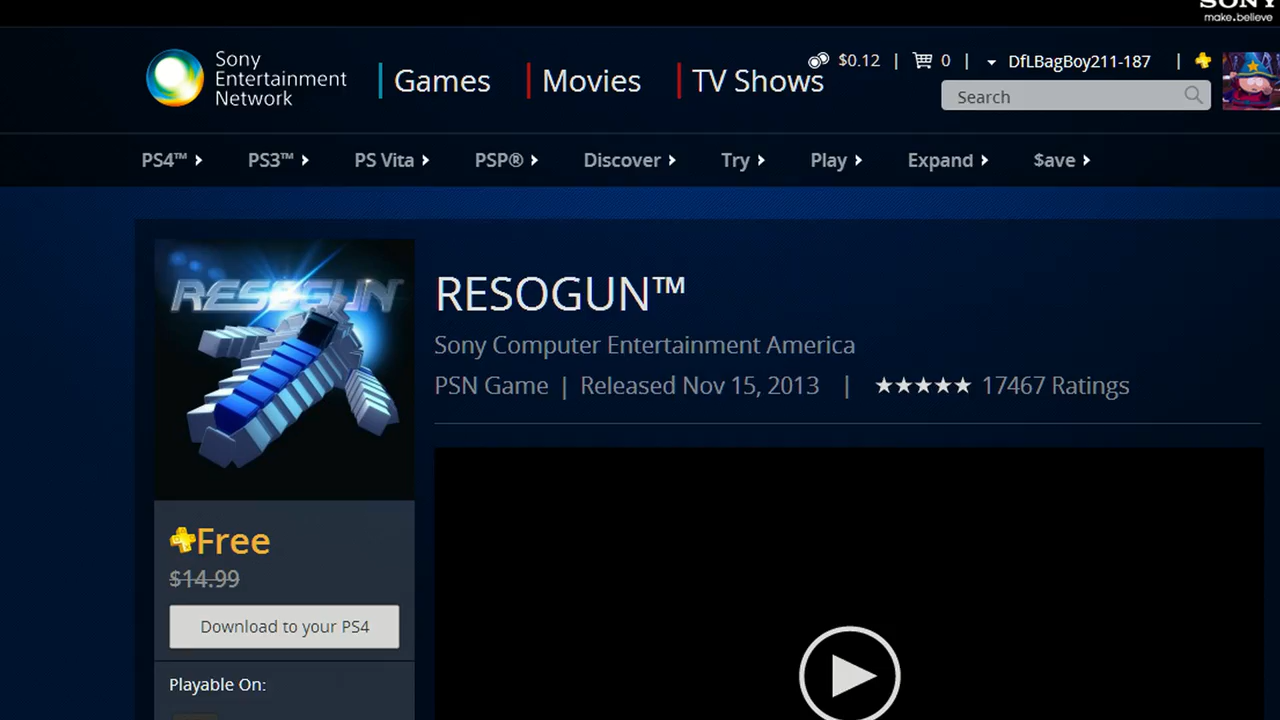 SONY
make.believe
Sony
Entertainment
Network
Games
Movies
TV Shows
$0.12 | 0 | DfLBagBoy211-187 |
Search
PS4™ PS3™ PS Vita PSP® Discover Try Play Expand $ave
RESOGUN
RESOGUN™
Sony Computer Entertainment America
PSN Game | Released Nov 15, 2013 | ★★★★★ 17467 Ratings
Free
$14.99
Download to your PS4
Playable On: